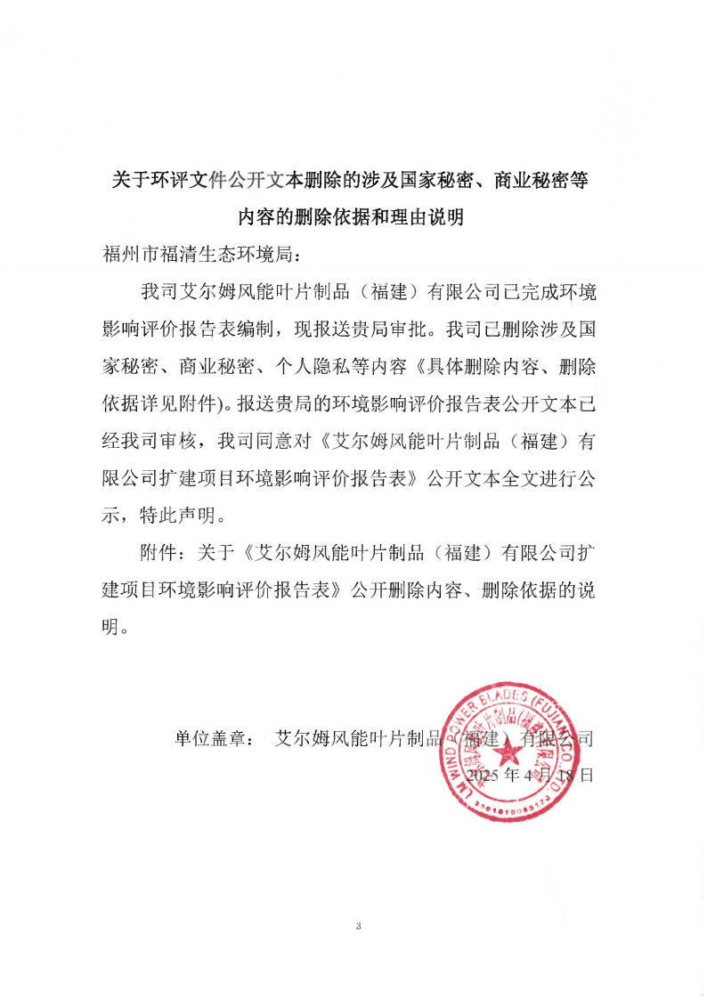 关于环评文件公开文本删除的涉及国家秘密、商业秘密等
内容的删除依据和理由说明
福州市福清生态环境局：
我司艾尔姆风能叶片制品（福建）有限公司已完成环境
影响评价报告表编制，现报送贵局审批。我司已删除涉及国
家秘密、商业秘密、个人隐私等内容《具体删除内容、删除
依据详见附件)。报送贵局的环境影响评价报告表公开文本已
经我司审核，我司同意对《艾尔姆风能叶片制品（福建）有
限公司扩建项目环境影响评价报告表》公开文本全文进行公
示，特此声明。
附件：关于《艾尔姆风能叶片制品（福建）有限公司扩
建项目环境影响评价报告表》公开删除内容、删除依据的说
明。
单位盖章： 艾尔姆风能叶片制品（福建）有限公司
2025 年 4 月 18 日
LM WIND POWER BLADES (FUJIAN) CO., LTD.
艾尔姆风能叶片制品(福建)有限公司
3